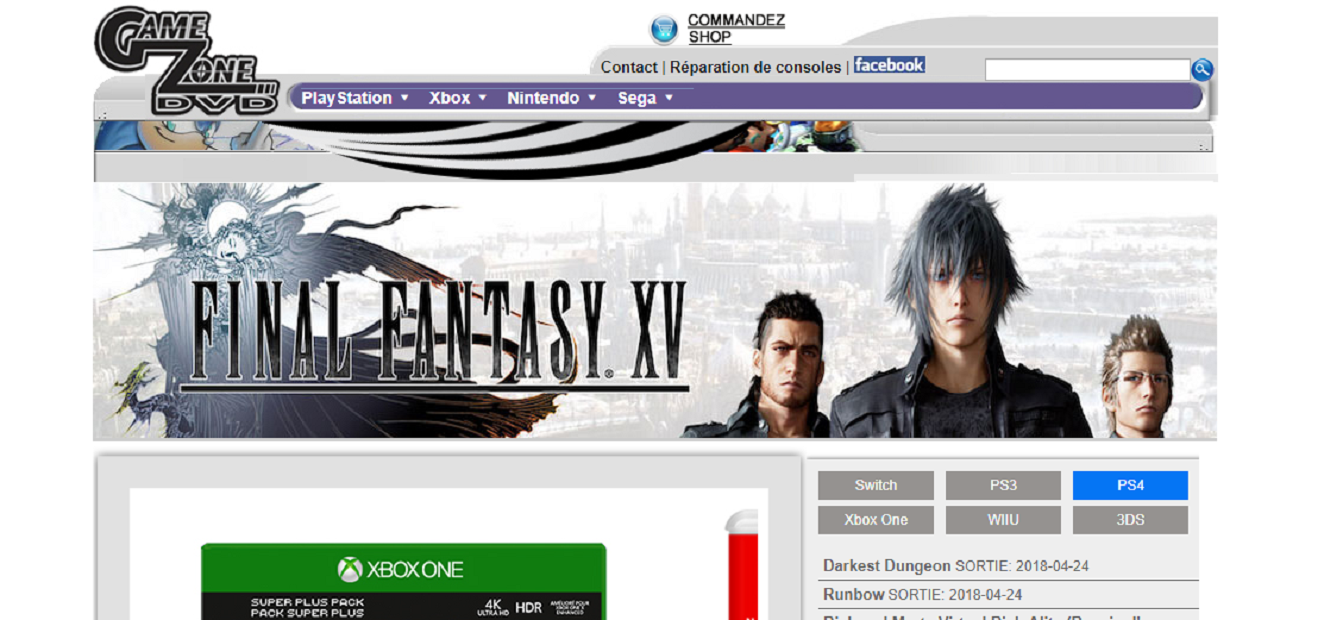 GAME
ZONE
DVD
COMMANDEZ
SHOP
Contact | Réparation de consoles | facebook
PlayStation ▼ Xbox ▼ Nintendo ▼ Sega ▼
FINAL FANTASY® XV
Switch PS3 PS4
Xbox One WIIU 3DS
XBOX ONE
SUPER PLUS PACK
PACK SUPER PLUS
4K
ULTRA HD
HDR
Darkest Dungeon SORTIE: 2018-04-24
Runbow SORTIE: 2018-04-24